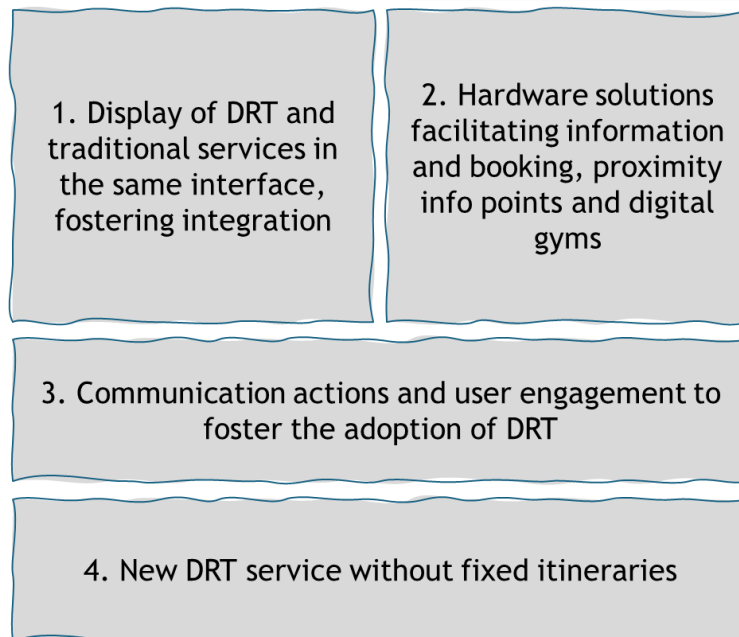 1. Display of DRT and
traditional services in
the same interface,
fostering integration
2. Hardware solutions
facilitating information
and booking, proximity
info points and digital
gyms
3. Communication actions and user engagement to
foster the adoption of DRT
4. New DRT service without fixed itineraries